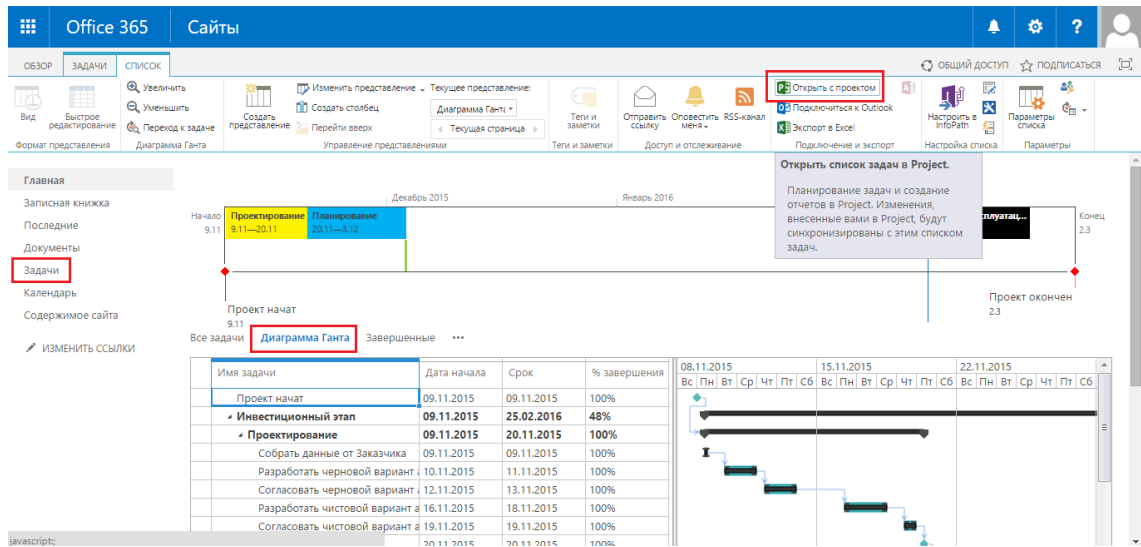 Office 365 Сайты ?
ОБЗОР ЗАДАЧИ СПИСОК ОБЩИЙ ДОСТУП ПОДПИСАТЬСЯ
Вид
Быстрое
редактирование
Формат представления
Увеличить
Уменьшить
Переход к задаче
Диаграмма Ганта
Создать
представление
Изменить представление
Создать столбец
Перейти вверх
Текущее представление:
Диаграмма Гант
Текущая страница
Управление представлениями
Теги и
заметки
Теги и заметки
Отправить
ссылку
Оповестить
меня
RSS-канал
Доступ и отслеживание
Открыть с проектом
Подключиться к Outlook
Экспорт в Excel
Подключение и экспорт
Настроить в
InfoPath
Настройка списка
Параметры
списка
Параметры
Открыть список задач в Project.
Планирование задач и создание
отчетов в Project. Изменения,
внесенные вами в Project, будут
синхронизированы с этим списком
задач.
Главная
Записная книжка
Последние
Документы
Задачи
Календарь
Содержимое сайта
ИЗМЕНИТЬ ССЫЛКИ
Декабрь 2015 Январь 2016
Начало
9.11
Проектирование
9.11—20.11
Планирование
20.11—3.12
сплуатац...
Конец
2.3
Проект начат
9.11
Проект окончен
2.3
Все задачи Диаграмма Ганта Завершенные •••
Имя задачи Дата начала Срок % завершения
Проект начат 09.11.2015 09.11.2015 100%
Инвестиционный этап 09.11.2015 25.02.2016 48%
Проектирование 09.11.2015 20.11.2015 100%
Собрать данные от Заказчика 09.11.2015 09.11.2015 100%
Разработать черновой вариант 10.11.2015 11.11.2015 100%
Согласовать черновой вариант 12.11.2015 13.11.2015 100%
Разработать чистовой вариант а 16.11.2015 18.11.2015 100%
Согласовать чистовой вариант а 19.11.2015 19.11.2015 100%
20.11.2015 20.11.2015 100%
08.11.2015 15.11.2015 22.11.2015
Вс Пн Вт Ср Чт Пт Сб Вс Пн Вт Ср Чт Пт Сб Вс Пн Вт Ср Чт Пт Сб
javascript:;